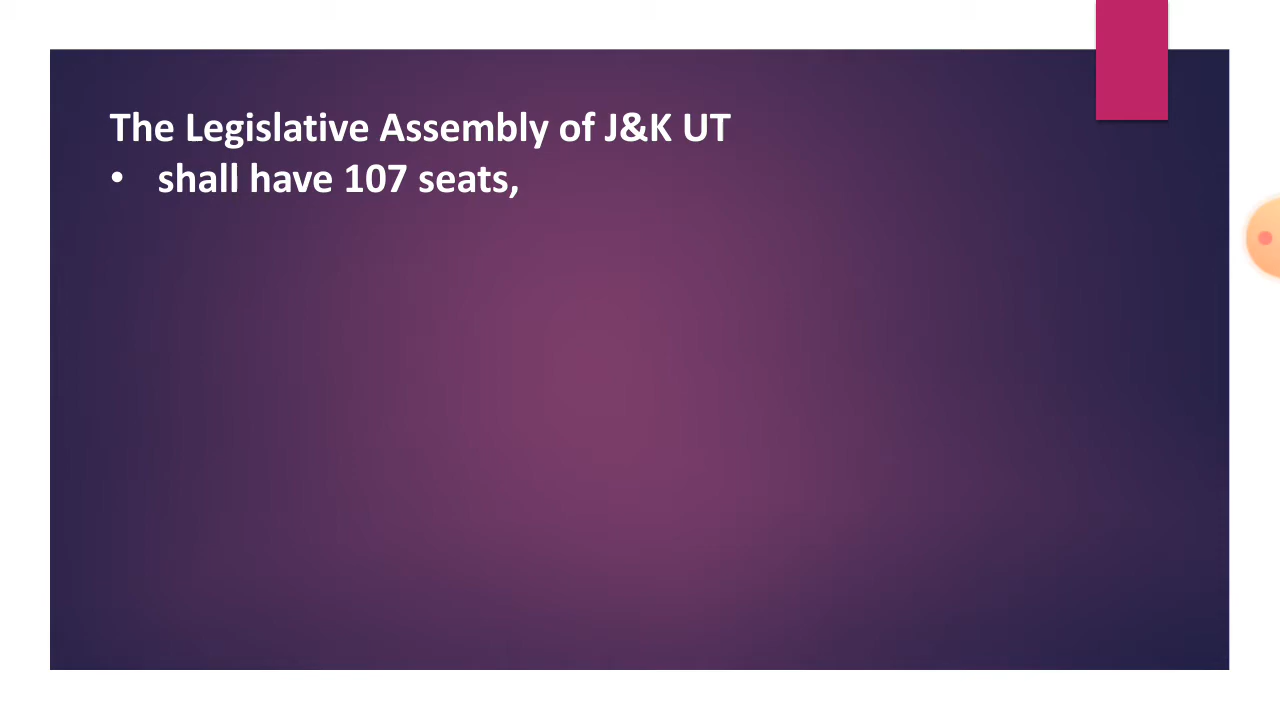 The Legislative Assembly of J&K UT
• shall have 107 seats,